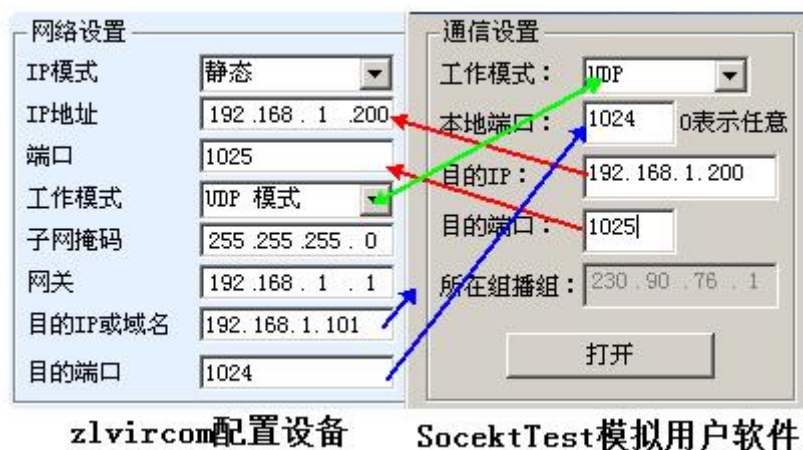 网络设置
IP模式 静态
IP地址 192 .168 . 1 .200
端口 1025
工作模式 UDP 模式
子网掩码 255 .255 .255 . 0
网关 192 .168 . 1 . 1
目的IP或域名 192.168.1.101
目的端口 1024
zlvircom配置设备
通信设置
工作模式： UDP
本地端口： 1024 0表示任意
目的IP： 192.168.1.200
目的端口： 1025
所在组播组： 230 . 90 . 76 . 1
打开
SocektTest模拟用户软件